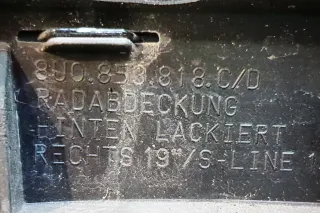 8U0.853.818.C/D
RADABDECKUNG
HINTEN LACKIERT
RECHTS 19"/S-LINE